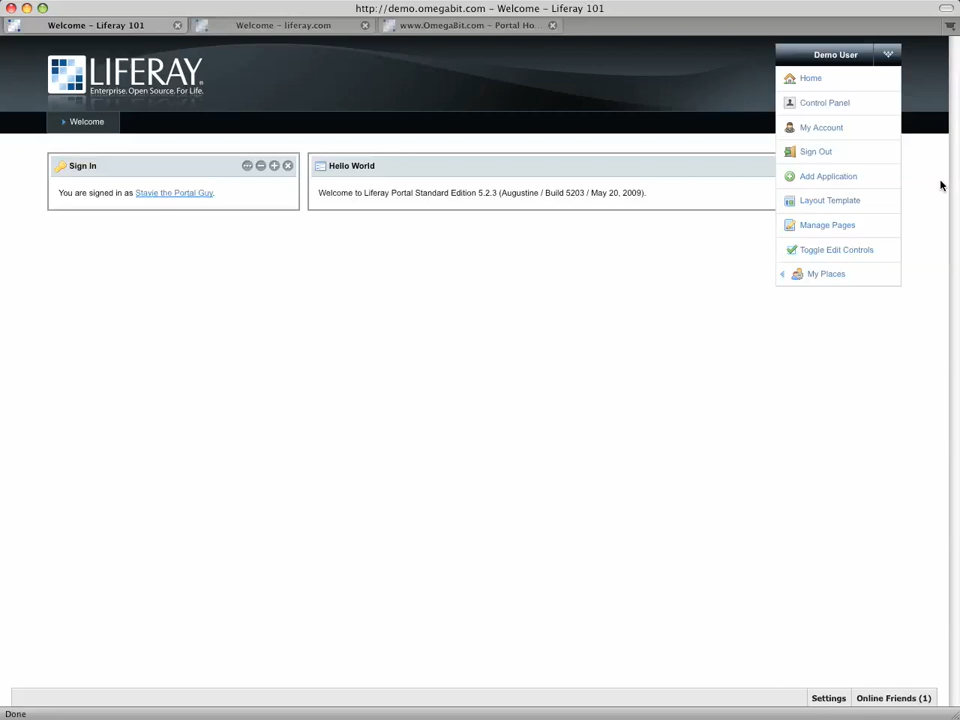 http://demo.omegabit.com - Welcome - Liferay 101
Welcome - Liferay 101
Welcome - liferay.com
www.OmegaBit.com - Portal Ho...
LIFERAY.
Enterprise. Open Source. For Life.
Demo User
Home
Control Panel
My Account
Sign Out
Add Application
Layout Template
Manage Pages
Toggle Edit Controls
My Places
Welcome
Sign In
You are signed in as Stavie the Portal Guy.
Hello World
Welcome to Liferay Portal Standard Edition 5.2.3 (Augustine / Build 5203 / May 20, 2009).
Settings
Online Friends (1)
Done